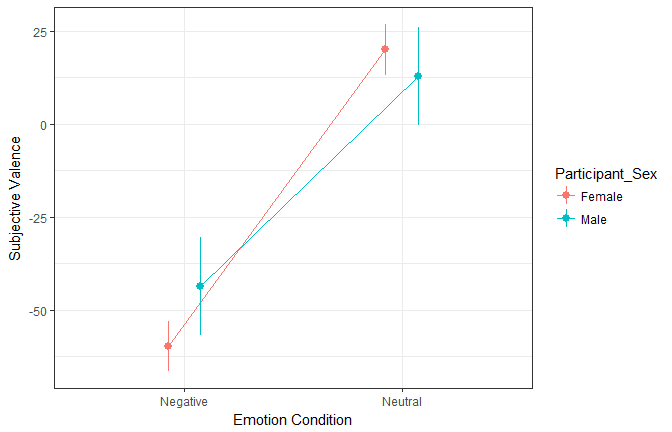 25
0
-25
-50
Subjective Valence
Negative
Neutral
Emotion Condition
Participant_Sex
Female
Male